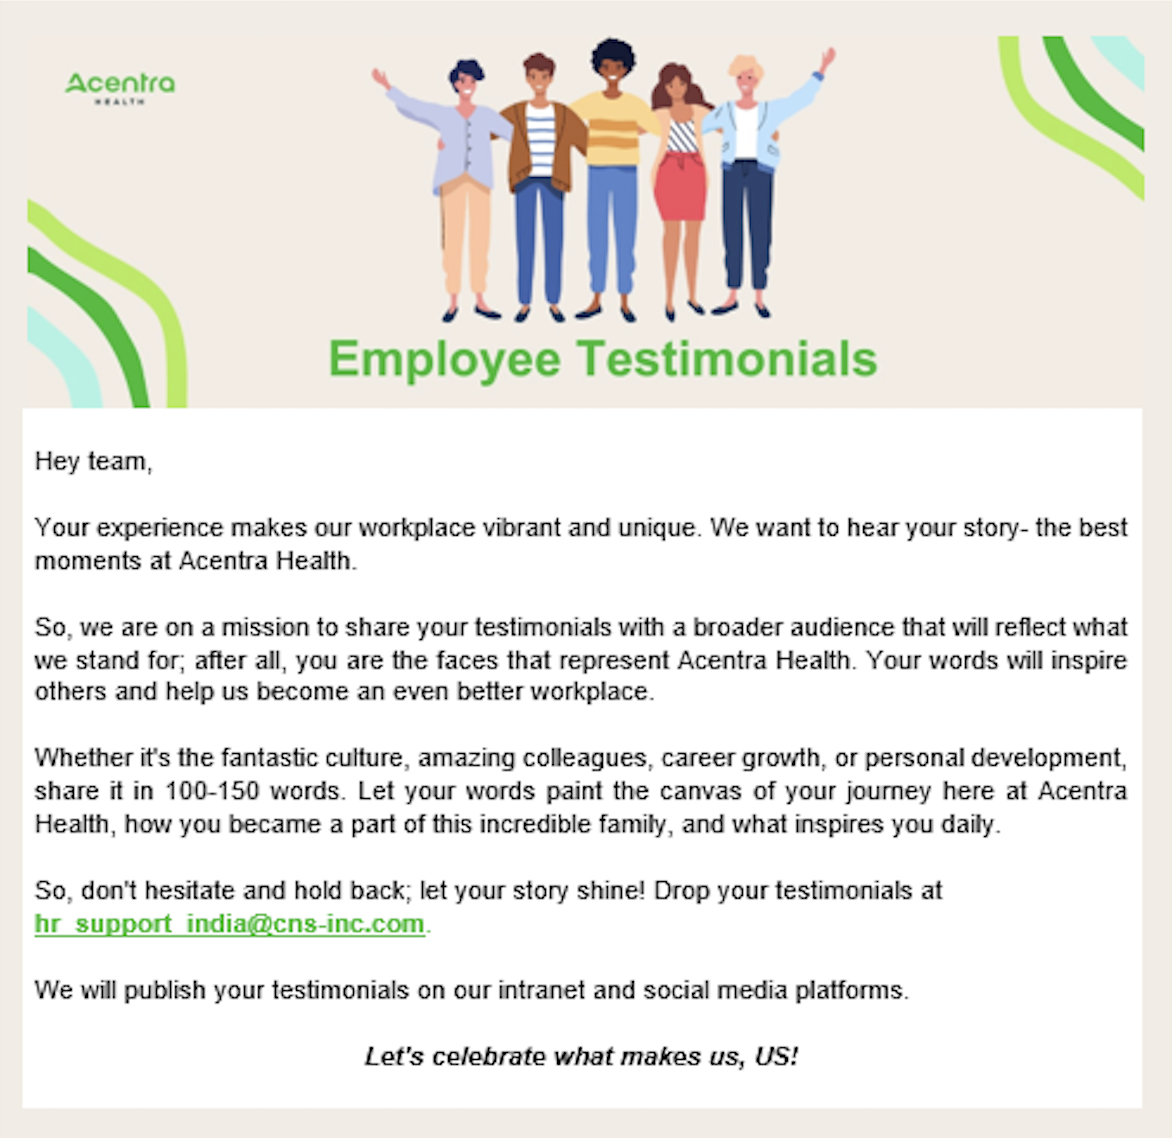 Acentra
HEALTH
Employee Testimonials
Hey team,
Your experience makes our workplace vibrant and unique. We want to hear your story- the best
moments at Acentra Health.
So, we are on a mission to share your testimonials with a broader audience that will reflect what
we stand for; after all, you are the faces that represent Acentra Health. Your words will inspire
others and help us become an even better workplace.
Whether it's the fantastic culture, amazing colleagues, career growth, or personal development,
share it in 100-150 words. Let your words paint the canvas of your journey here at Acentra
Health, how you became a part of this incredible family, and what inspires you daily.
So, don't hesitate and hold back; let your story shine! Drop your testimonials at
hr_support_india@cns-inc.com.
We will publish your testimonials on our intranet and social media platforms.
Let's celebrate what makes us, US!